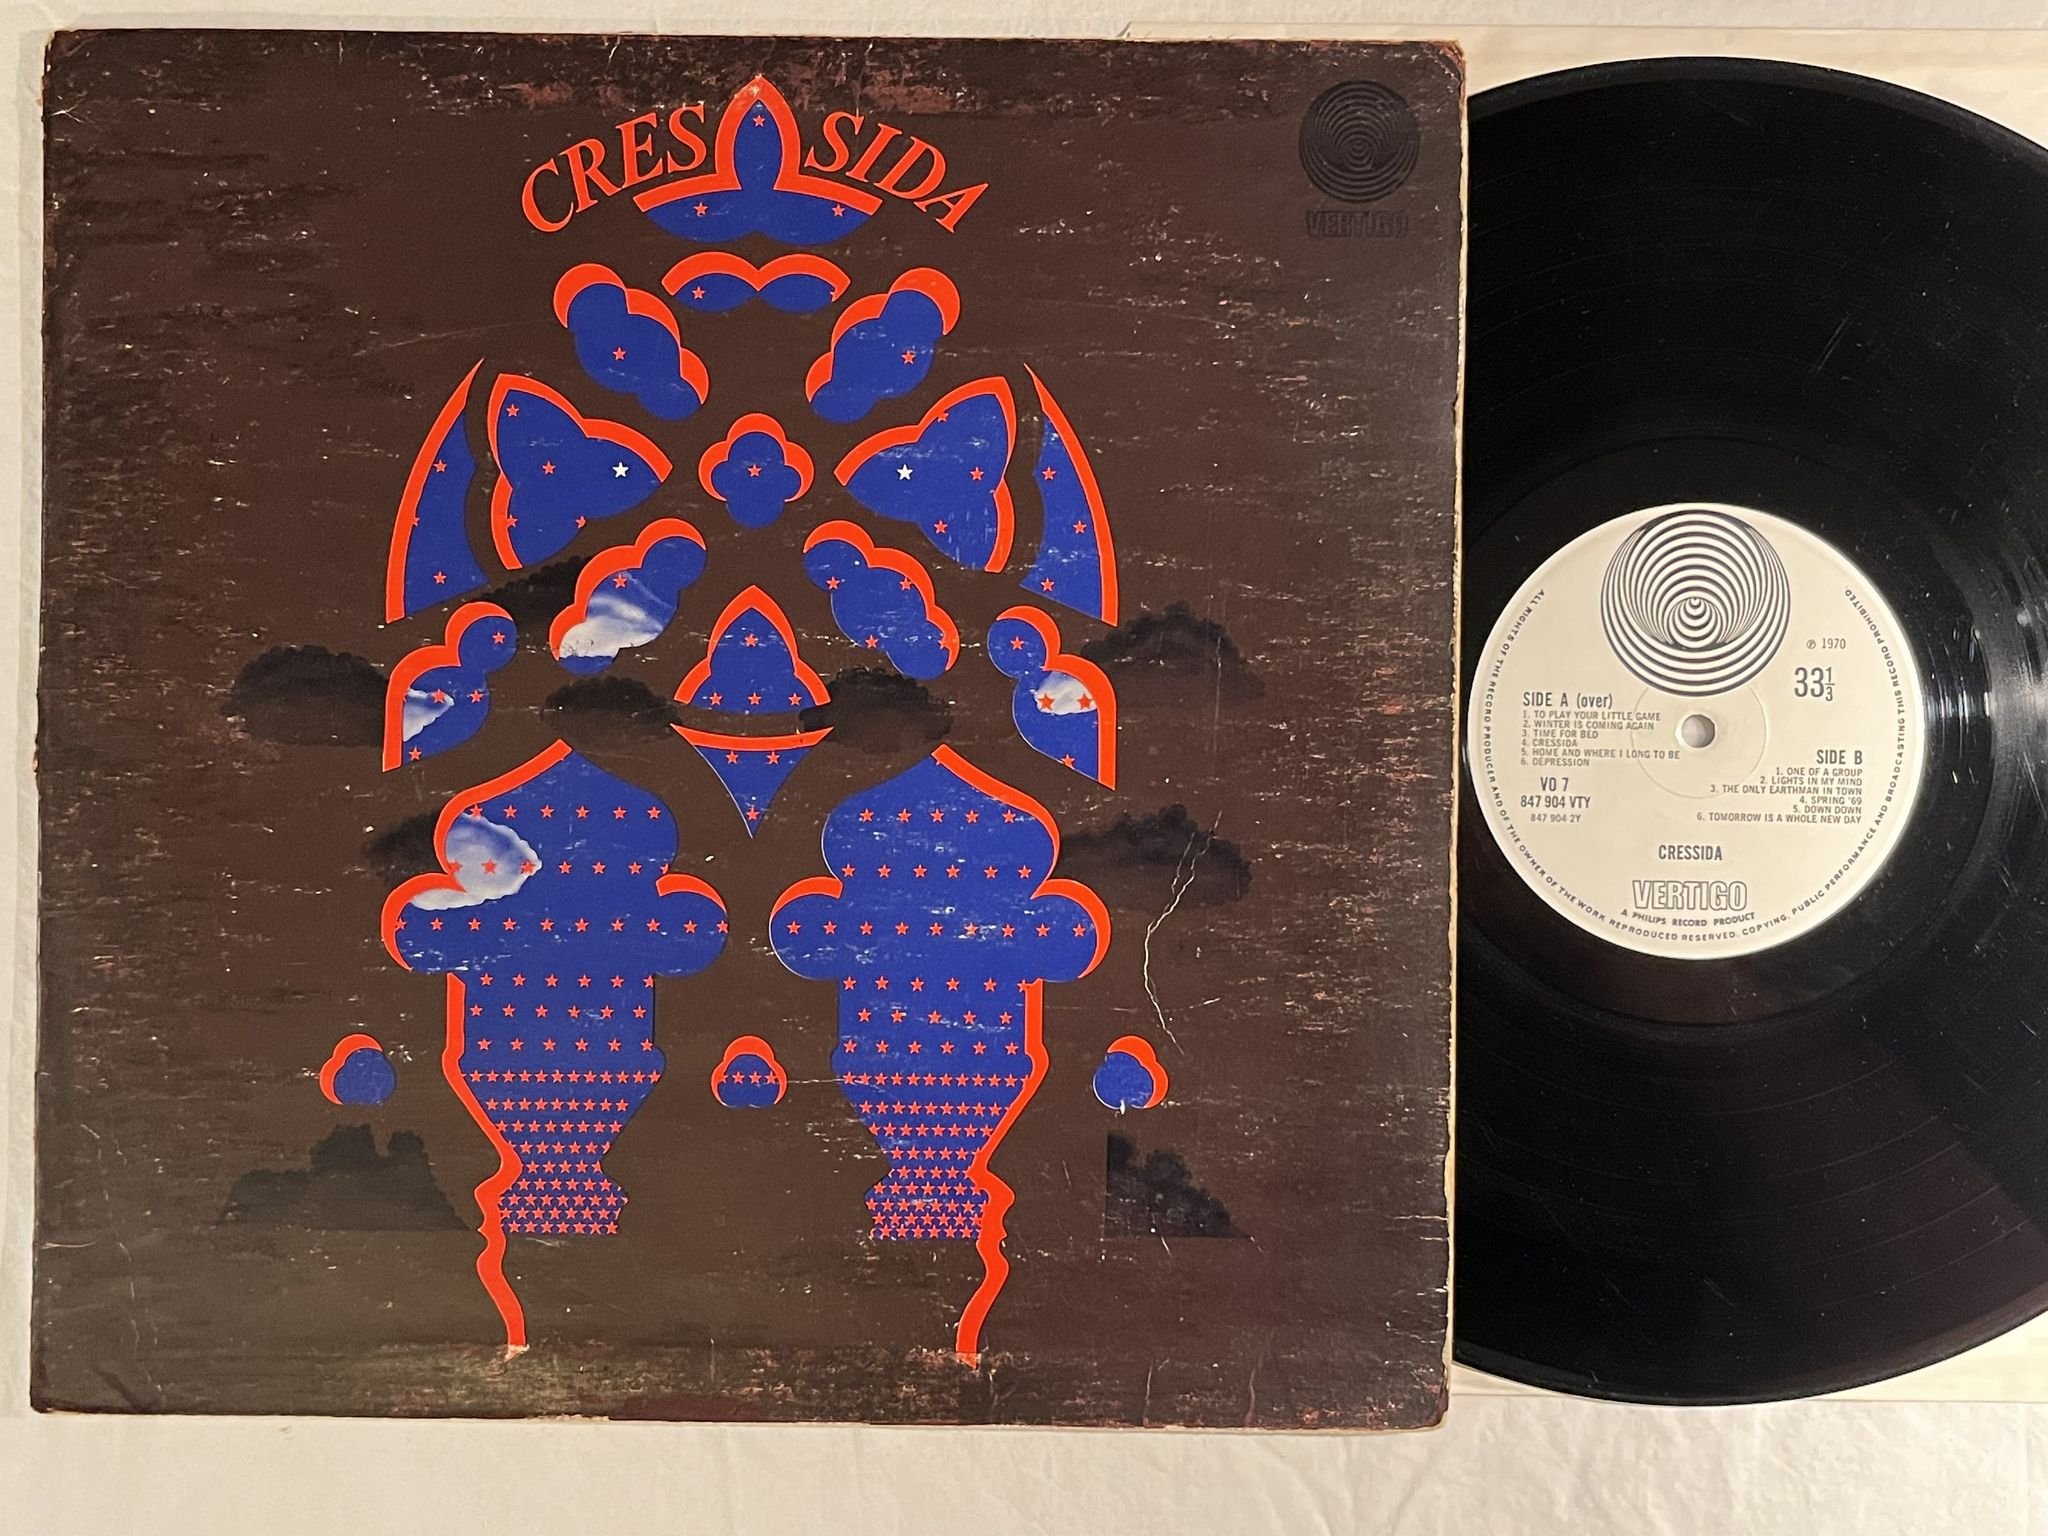 CRESSIDA
VERTIGO
℗ 1970
33⅓
SIDE A (over)
1. TO PLAY YOUR LITTLE GAME
2. WINTER IS COMING AGAIN
3. TIME FOR BED
4. CRESSIDA
5. HOME AND WHERE I LONG TO BE
6. DEPRESSION
VO 7
847 904 VTY
847 904 2Y
SIDE B
1. ONE OF A GROUP
2. LIGHTS IN MY MIND
3. THE ONLY EARTHMAN IN TOWN
4. SPRING '69
5. DOWN DOWN
6. TOMORROW IS A WHOLE NEW DAY
CRESSIDA
VERTIGO
A PHILIPS RECORD PRODUCT
ALL RIGHTS OF THE RECORD PRODUCER AND OF THE OWNER OF THE WORK REPRODUCED RESERVED. COPYING, PUBLIC PERFORMANCE AND BROADCASTING THIS RECORD PROHIBITED.